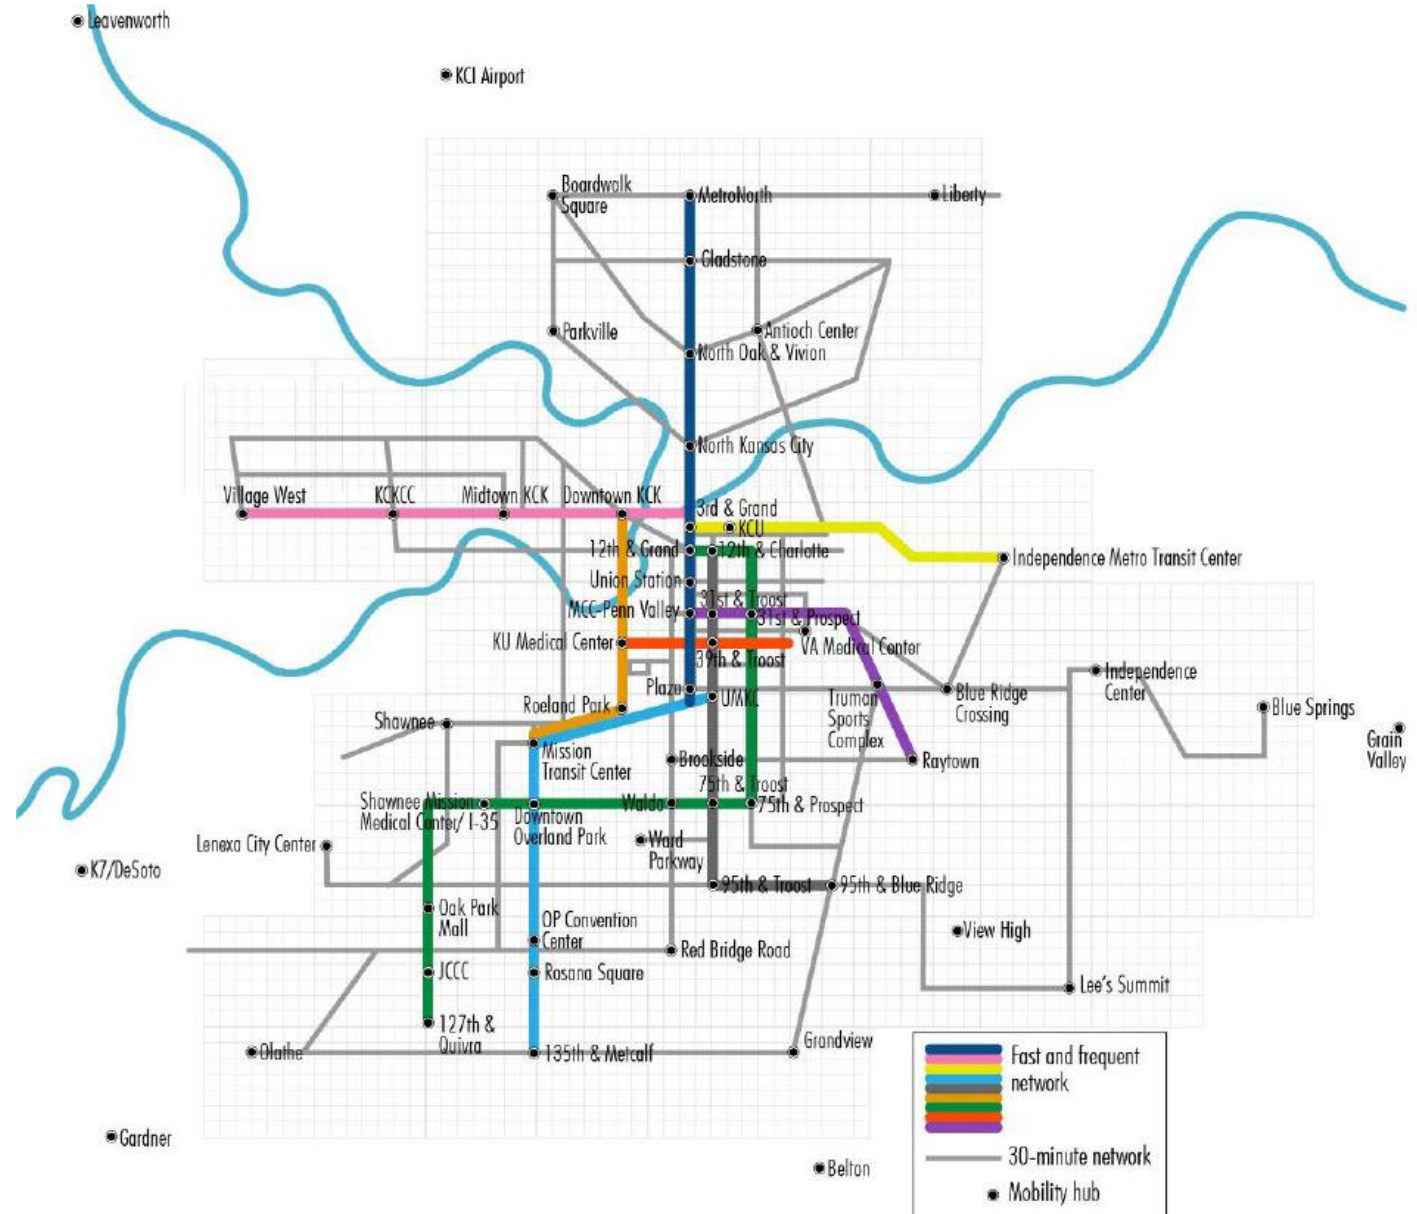 Leavenworth
KCI Airport
Boardwalk
Square
MetroNorth
Liberty
Gladstone
Parkville
Antioch Center
North Oak & Vivion
North Kansas City
Village West
KCKCC
Midtown KCK
Downtown KCK
3rd & Grand
KCU
12th & Grand
12th & Charlotte
Independence Metro Transit Center
Union Station
31st & Troost
MCC-Penn Valley
31st & Prospect
KU Medical Center
VA Medical Center
39th & Troost
Plaza
UMKC
Truman
Sports
Complex
Blue Ridge
Crossing
Independence
Center
Blue Springs
Grain
Valley
Roeland Park
Shawnee
Mission
Transit Center
Brookside
Raytown
75th & Troost
Shawnee Mission
Medical Center/ I-35
Downtown
Overland Park
Waldo
75th & Prospect
Lenexa City Center
Ward
Parkway
K7/DeSoto
95th & Troost
95th & Blue Ridge
Oak Park
Mall
OP Convention
Center
Red Bridge Road
View High
JCCC
Rosana Square
Lee's Summit
127th &
Quivra
Olathe
135th & Metcalf
Grandview
Gardner
Belton
Fast and frequent
network
30-minute network
Mobility hub